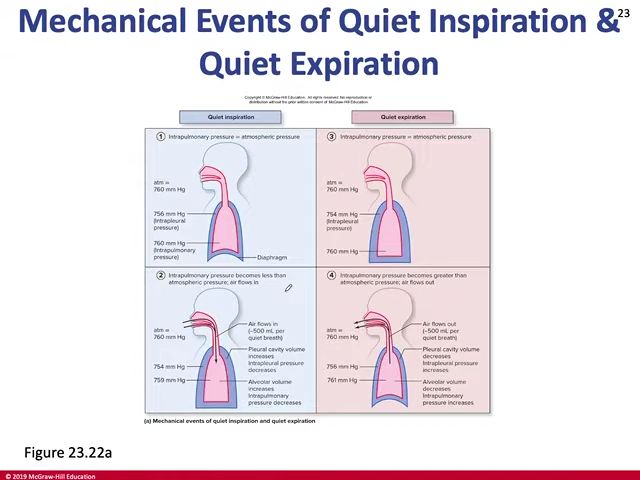 Mechanical Events of Quiet Inspiration &
23
Quiet Expiration
Copyright © McGraw-Hill Education. All rights reserved. No reproduction or
distribution without the prior written consent of McGraw-Hill Education.
Quiet inspiration
Quiet expiration
1 Intrapulmonary pressure = atmospheric pressure
atm =
760 mm Hg
756 mm Hg
(Intrapleural
pressure)
760 mm Hg
(Intrapulmonary
pressure)
Diaphragm
3 Intrapulmonary pressure = atmospheric pressure
atm =
760 mm Hg
754 mm Hg
(Intrapleural
pressure)
760 mm Hg
2 Intrapulmonary pressure becomes less than
atmospheric pressure; air flows in
atm =
760 mm Hg
Air flows in
(~500 mL per
quiet breath)
Pleural cavity volume
increases
Intrapleural pressure
decreases
754 mm Hg
759 mm Hg
Alveolar volume
increases
Intrapulmonary
pressure decreases
4 Intrapulmonary pressure becomes greater than
atmospheric pressure; air flows out
atm =
760 mm Hg
Air flows out
(~500 mL per
quiet breath)
Pleural cavity volume
decreases
Intrapleural pressure
increases
756 mm Hg
761 mm Hg
Alveolar volume
decreases
Intrapulmonary
pressure increases
(a) Mechanical events of quiet inspiration and quiet expiration
Figure 23.22a
© 2019 McGraw-Hill Education